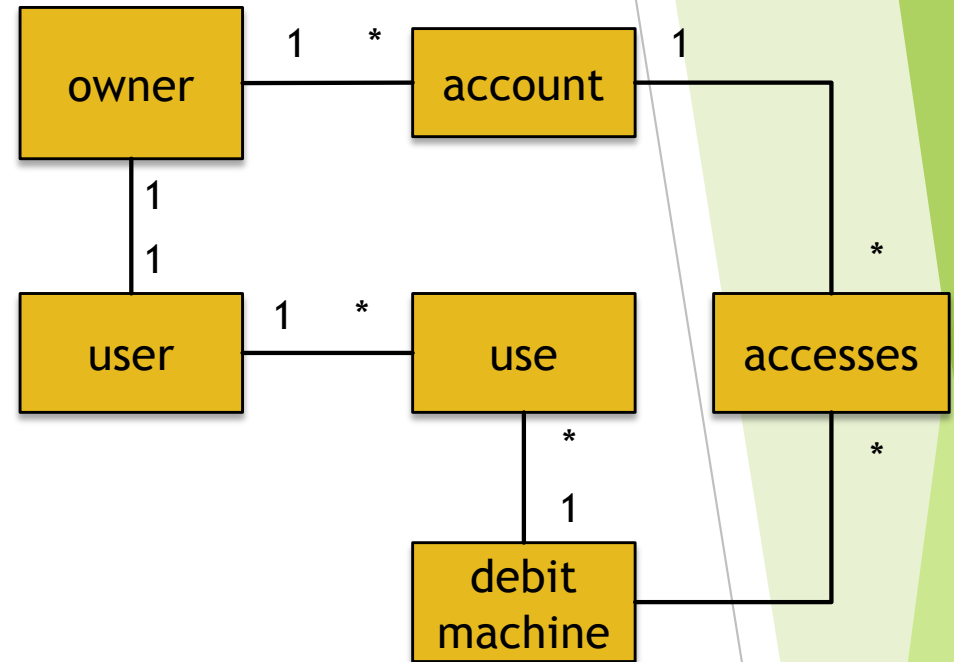 1 * 1
owner account
1
1 *
1 *
user use accesses
* *
1
debit
machine